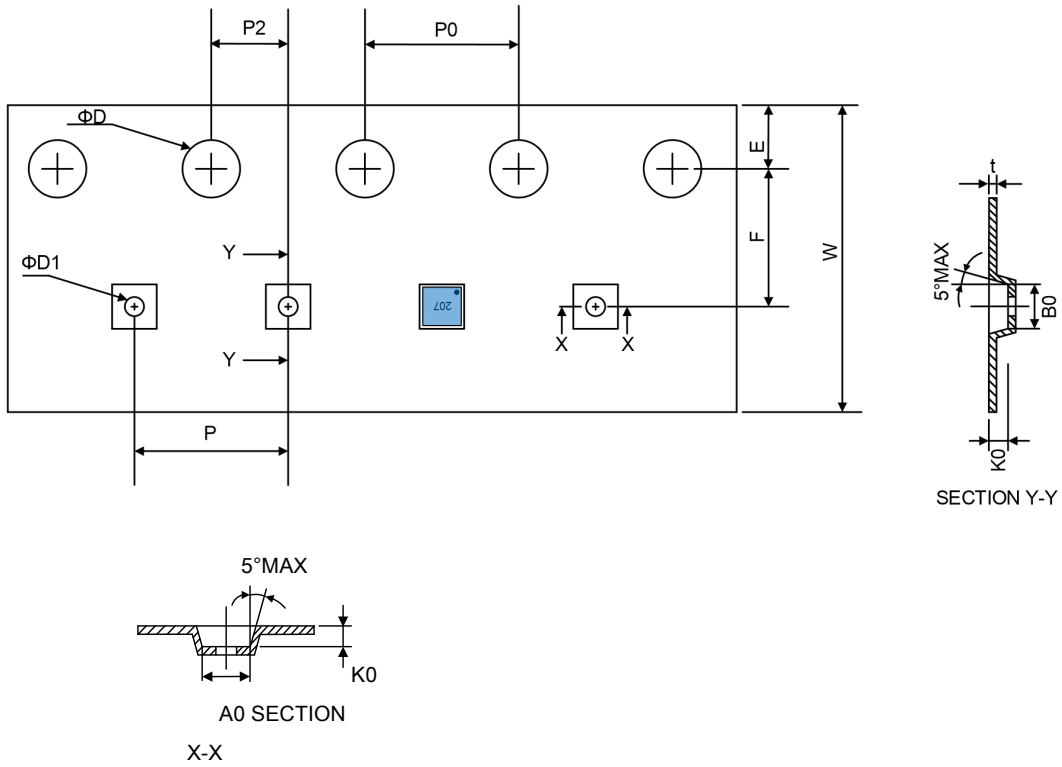 P2
P0
ΦD
E
t
F
W
Y
ΦD1
5°MAX
B0
207
X
X
Y
P
K0
SECTION Y-Y
5°MAX
K0
A0 SECTION
X-X